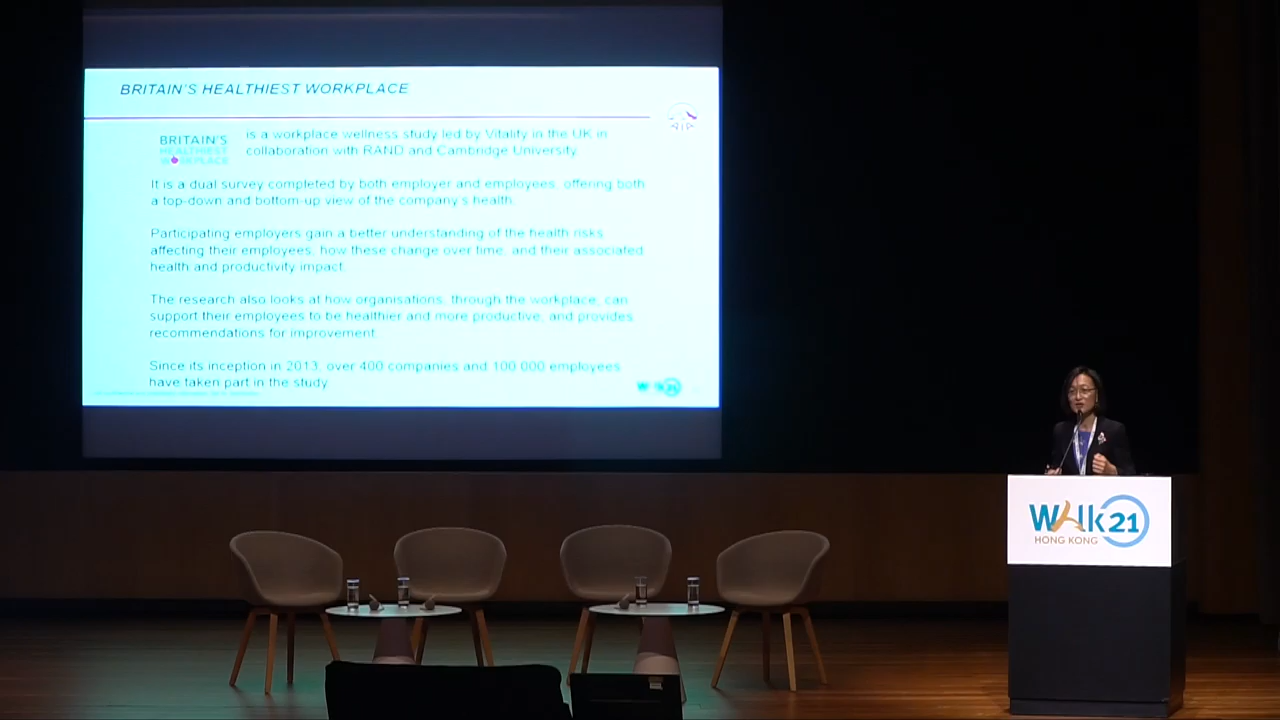 BRITAIN'S HEALTHIEST WORKPLACE
AIA
BRITAIN'S
HEALTHIEST
WORKPLACE
is a workplace wellness study led by Vitality in the UK in
collaboration with RAND and Cambridge University.
It is a dual survey completed by both employer and employees, offering both
a top-down and bottom-up view of the company's health.
Participating employers gain a better understanding of the health risks
affecting their employees, how these change over time, and their associated
health and productivity impact.
The research also looks at how organisations, through the workplace, can
support their employees to be healthier and more productive, and provides
recommendations for improvement.
Since its inception in 2013, over 400 companies and 100 000 employees
have taken part in the study
Walk21
Walk21
HONG KONG